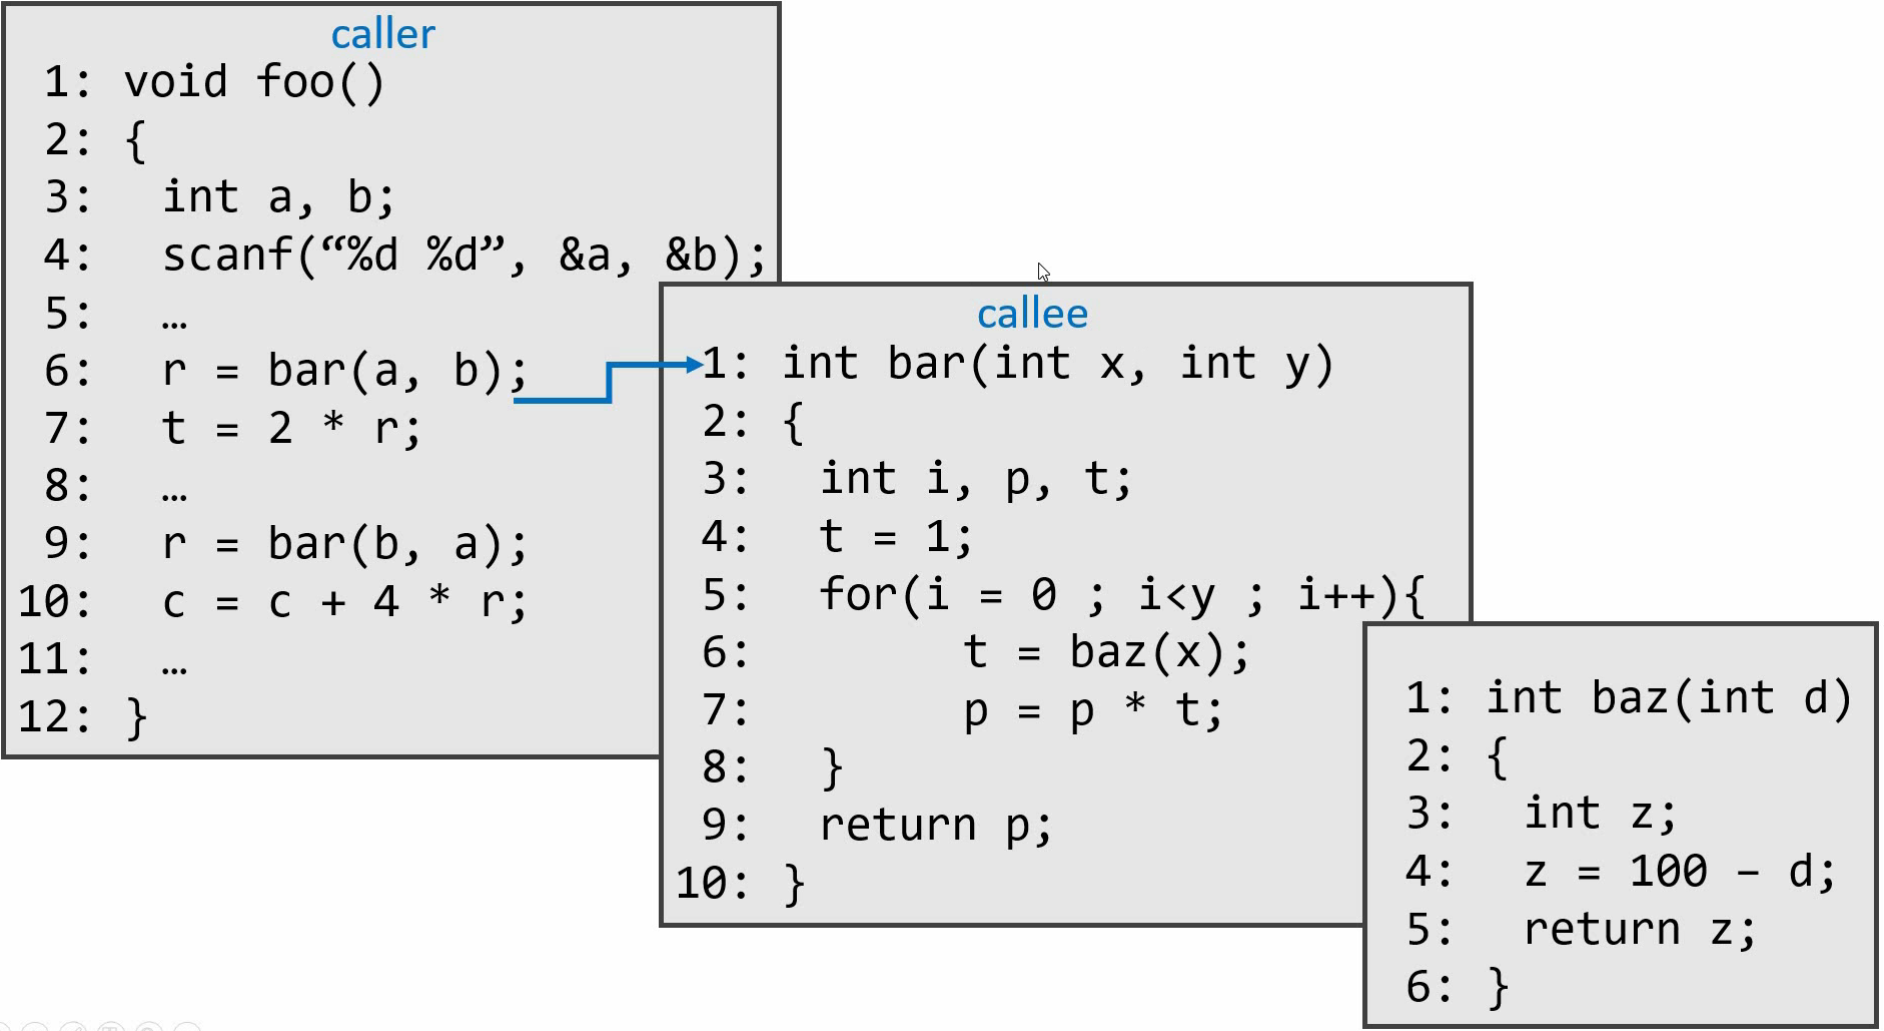 caller
1: void foo()
2: {
3: int a, b;
4: scanf(“%d %d”, &a, &b);
5: …
6: r = bar(a, b);
7: t = 2 * r;
8: …
9: r = bar(b, a);
10: c = c + 4 * r;
11: …
12: }
callee
1: int bar(int x, int y)
2: {
3: int i, p, t;
4: t = 1;
5: for(i = 0 ; i<y ; i++){
6: t = baz(x);
7: p = p * t;
8: }
9: return p;
10: }
1: int baz(int d)
2: {
3: int z;
4: z = 100 – d;
5: return z;
6: }